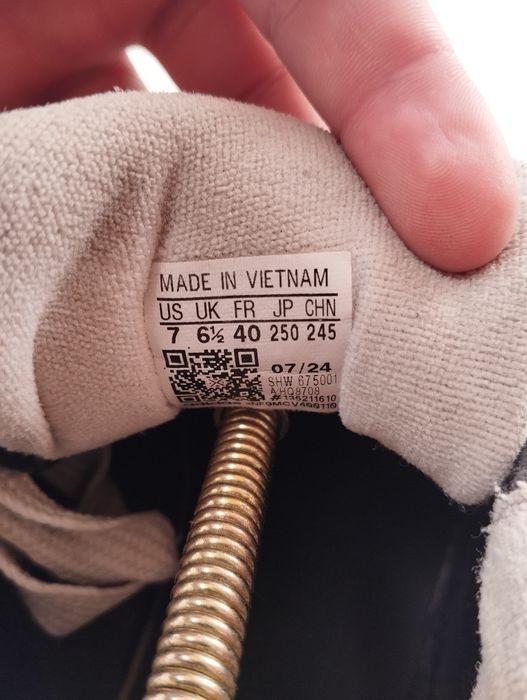 MADE IN VIETNAM
US UK FR JP CHN
7 6½ 40 250 245
07/24
SHW 675001
#135211610